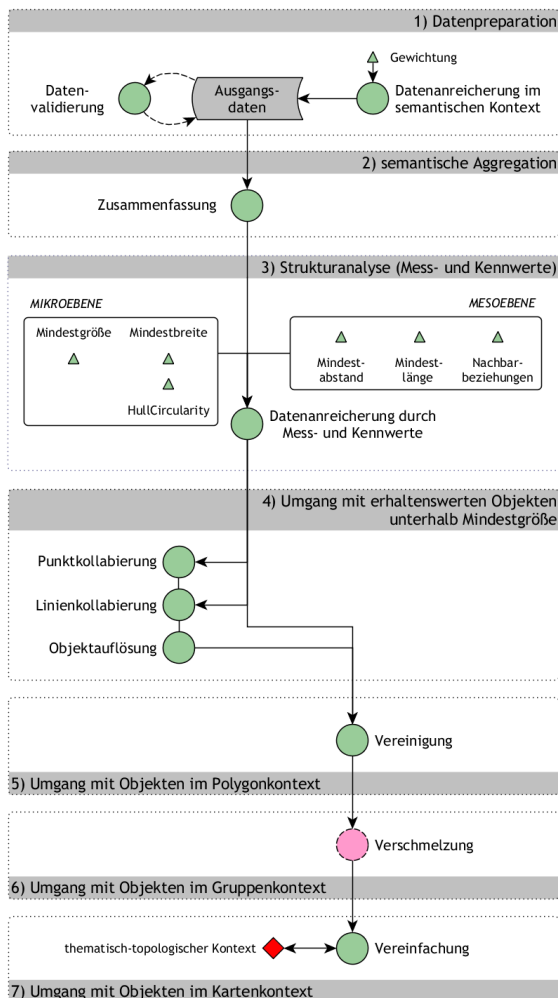 1) Datenpreparation
Gewichtung
Daten-
validierung
Ausgangs-
daten
Datenanreicherung im
semantischen Kontext
2) semantische Aggregation
Zusammenfassung
3) Strukturanalyse (Mess- und Kennwerte)
MIKROEBENE
MESOEBENE
Mindestgröße
Mindestbreite
HullCircularity
Mindest-
abstand
Mindest-
länge
Nachbar-
beziehungen
Datenanreicherung durch
Mess- und Kennwerte
4) Umgang mit erhaltenswerten Objekten
unterhalb Mindestgröße
Punktkollabierung
Linienkollabierung
Objektauflösung
Vereinigung
5) Umgang mit Objekten im Polygonkontext
Verschmelzung
6) Umgang mit Objekten im Gruppenkontext
thematisch-topologischer Kontext
Vereinfachung
7) Umgang mit Objekten im Kartenkontext